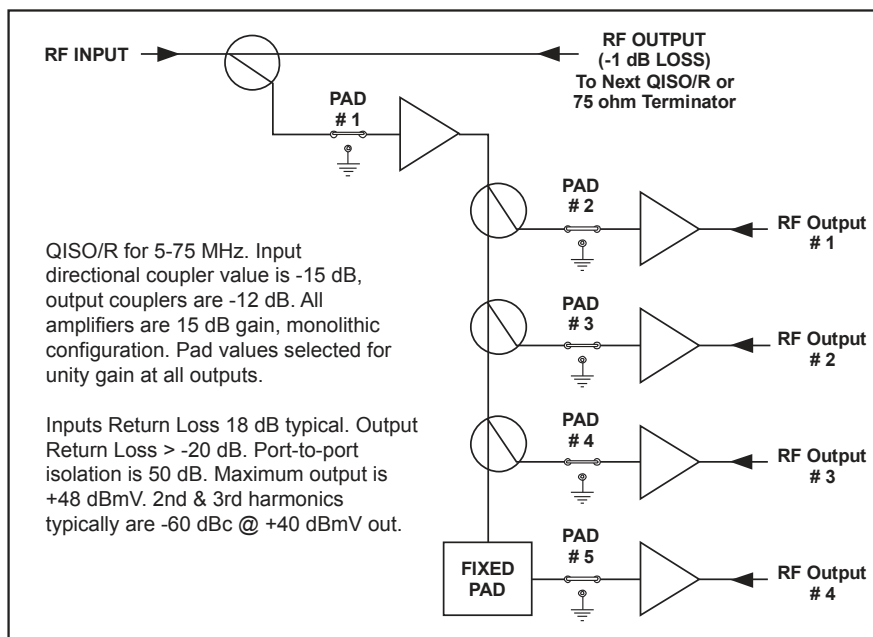 RF INPUT
RF OUTPUT
(-1 dB LOSS)
To Next QISO/R or
75 ohm Terminator
PAD
# 1
PAD
# 2
RF Output
# 1
QISO/R for 5-75 MHz. Input
directional coupler value is -15 dB,
output couplers are -12 dB. All
amplifiers are 15 dB gain, monolithic
configuration. Pad values selected for
unity gain at all outputs.
PAD
# 3
RF Output
# 2
Inputs Return Loss 18 dB typical. Output
Return Loss > -20 dB. Port-to-port
isolation is 50 dB. Maximum output is
+48 dBmV. 2nd & 3rd harmonics
typically are -60 dBc @ +40 dBmV out.
PAD
# 4
RF Output
# 3
FIXED
PAD
PAD
# 5
RF Output
# 4